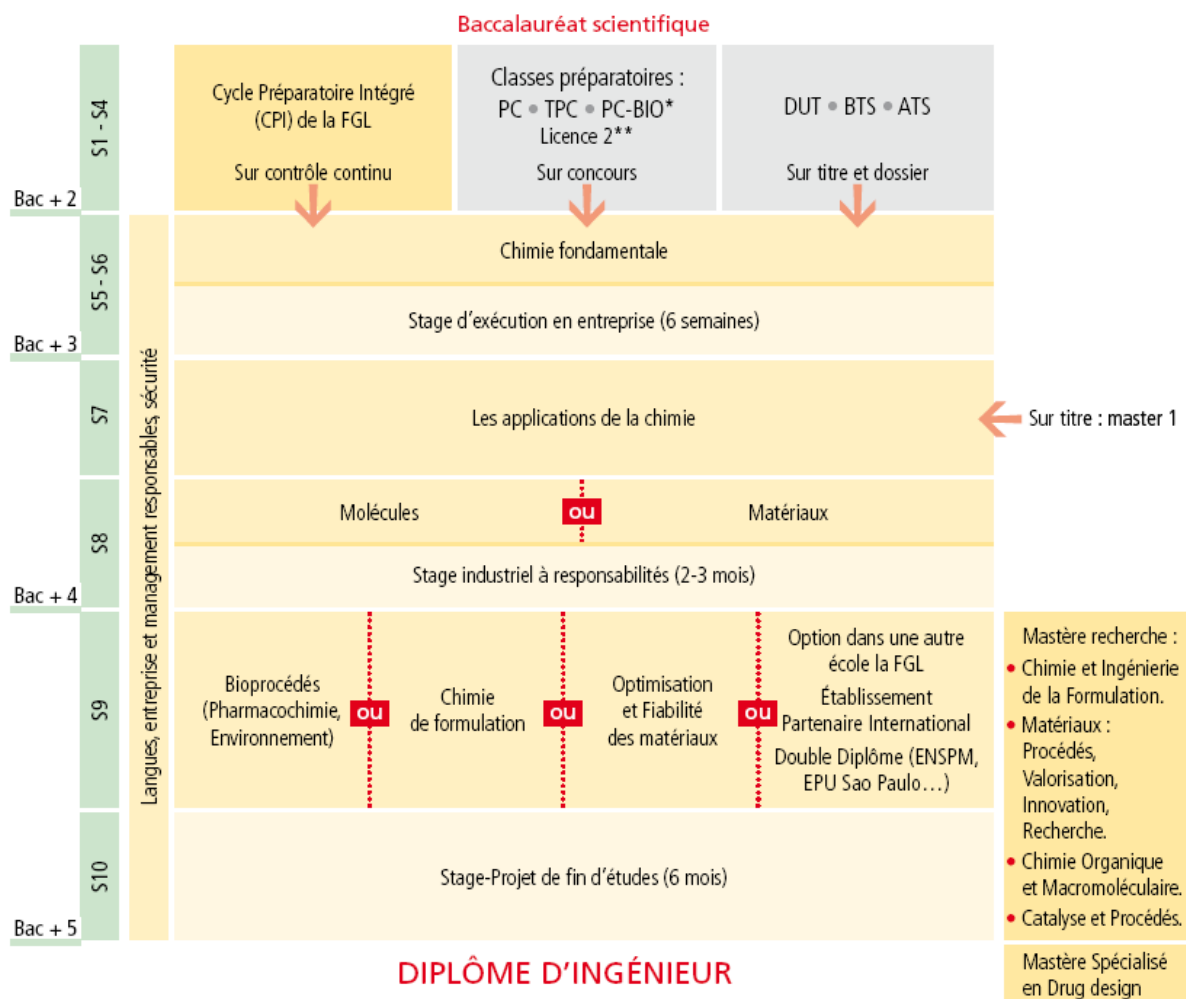 Baccalauréat scientifique
S1 - S4
Cycle Préparatoire Intégré
(CPI) de la FGL
Sur contrôle continu
Classes préparatoires :
PC • TPC • PC-BIO*
Licence 2**
Sur concours
DUT • BTS • ATS
Sur titre et dossier
Bac + 2
Langues, entreprise et management responsables, sécurité
S5 - S6
Chimie fondamentale
Stage d'exécution en entreprise (6 semaines)
Bac + 3
S7
Les applications de la chimie
Sur titre : master 1
S8
Molécules
ou
Matériaux
Stage industriel à responsabilités (2-3 mois)
Bac + 4
S9
Bioprocédés
(Pharmacochimie,
Environnement)
ou
Chimie
de formulation
ou
Optimisation
et Fiabilité
des matériaux
ou
Option dans une autre
école la FGL
Établissement
Partenaire International
Double Diplôme (ENSPM,
EPU Sao Paulo…)
S10
Stage-Projet de fin d'études (6 mois)
Bac + 5
Mastère recherche :
• Chimie et Ingénierie
de la Formulation.
• Matériaux :
Procédés,
Valorisation,
Innovation,
Recherche.
• Chimie Organique
et Macromoléculaire.
• Catalyse et Procédés.
Mastère Spécialisé
en Drug design
DIPLÔME D'INGÉNIEUR